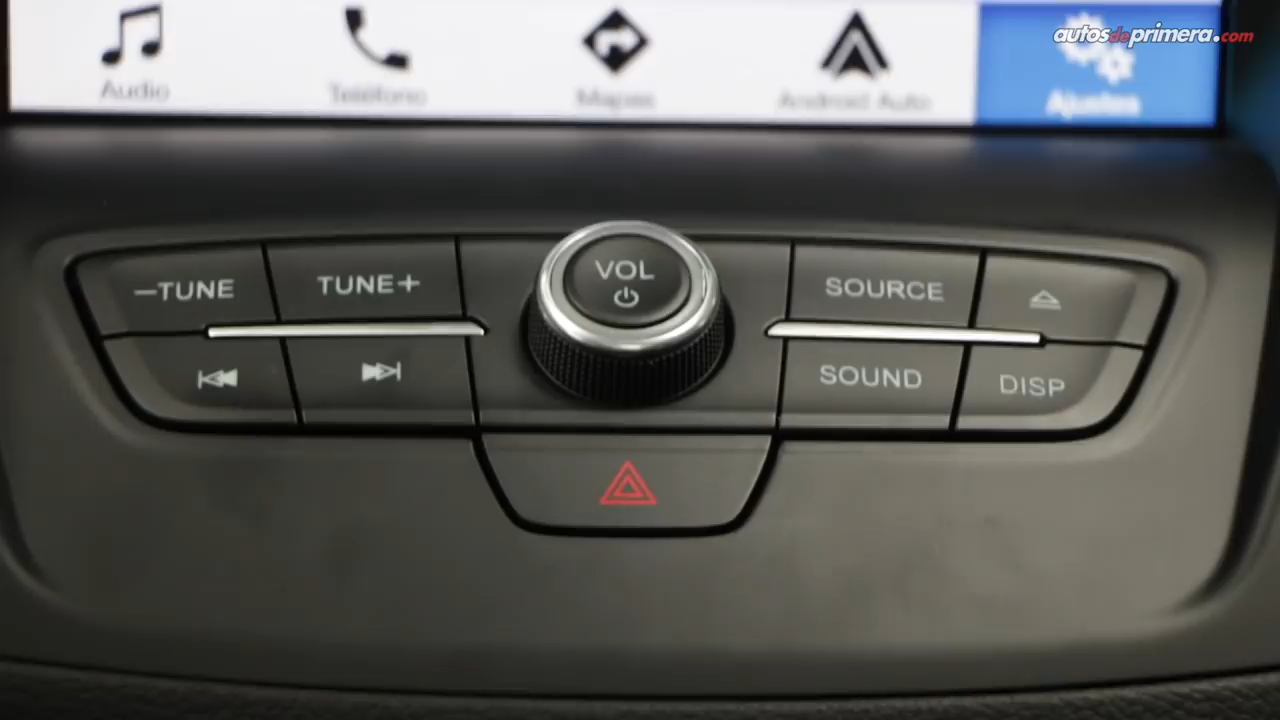 autosdeprimera.com
Audio
Teléfono
Mapas
Android Auto
Ajustes
–TUNE
TUNE+
VOL
SOURCE
SOUND
DISP